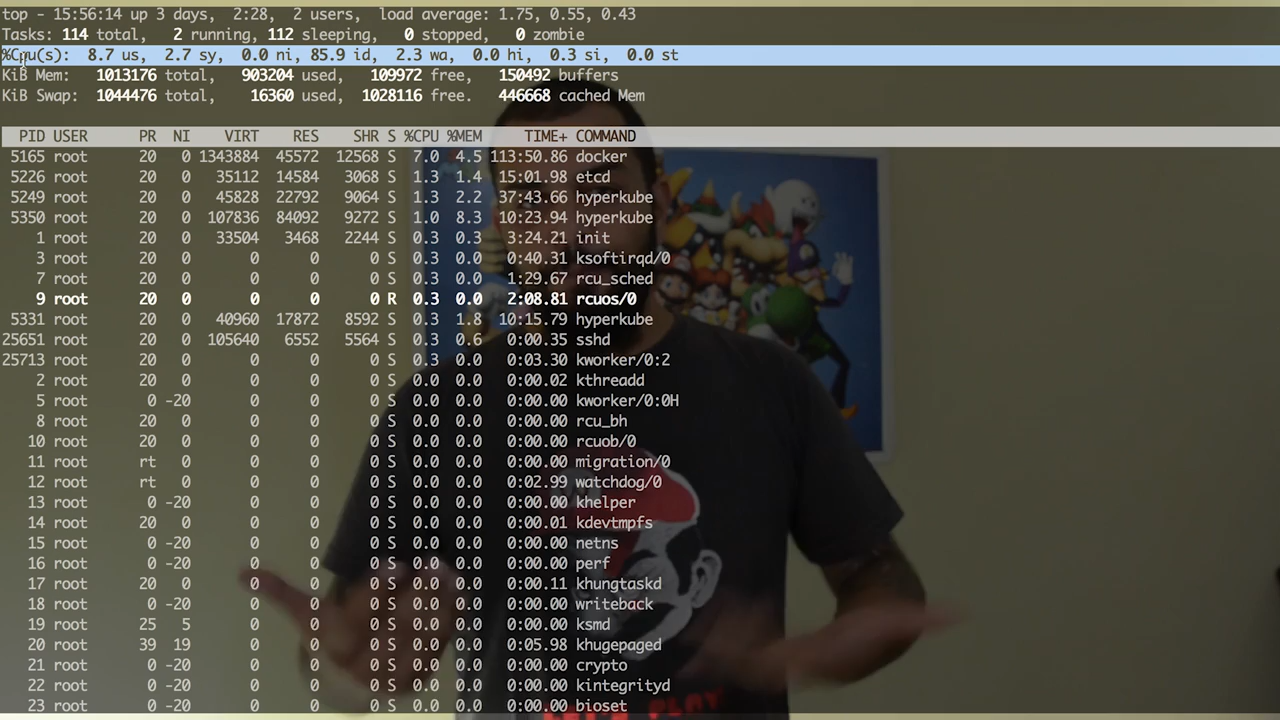 top - 15:56:14 up 3 days,  2:28,  2 users,  load average: 1.75, 0.55, 0.43
Tasks: 114 total,   2 running, 112 sleeping,   0 stopped,   0 zombie
%Cpu(s):  8.7 us,  2.7 sy,  0.0 ni, 85.9 id,  2.3 wa,  0.0 hi,  0.3 si,  0.0 st
KiB Mem:   1013176 total,   903204 used,   109972 free,   150492 buffers
KiB Swap:  1044476 total,    16360 used,  1028116 free.   446668 cached Mem
PID USER      PR  NI    VIRT    RES    SHR S %CPU %MEM     TIME+ COMMAND
5165 root      20   0 1343884  45572  12568 S  7.0  4.5 113:50.86 docker
5226 root      20   0   35112  14584   3068 S  1.3  1.4  15:01.98 etcd
5249 root      20   0   45828  22792   9064 S  1.3  2.2  37:43.66 hyperkube
5350 root      20   0  107836  84092   9272 S  1.0  8.3  10:23.94 hyperkube
1 root      20   0   33504   3468   2244 S  0.3  0.3   3:24.21 init
3 root      20   0       0      0      0 S  0.3  0.0   0:40.31 ksoftirqd/0
7 root      20   0       0      0      0 S  0.3  0.0   1:29.67 rcu_sched
9 root      20   0       0      0      0 R  0.3  0.0   2:08.81 rcuos/0
5331 root      20   0   40960  17872   8592 S  0.3  1.8  10:15.79 hyperkube
25651 root      20   0  105640   6552   5564 S  0.3  0.6   0:00.35 sshd
25713 root      20   0       0      0      0 S  0.3  0.0   0:03.30 kworker/0:2
2 root      20   0       0      0      0 S  0.0  0.0   0:00.02 kthreadd
5 root       0 -20       0      0      0 S  0.0  0.0   0:00.00 kworker/0:0H
8 root      20   0       0      0      0 S  0.0  0.0   0:00.00 rcu_bh
10 root      20   0       0      0      0 S  0.0  0.0   0:00.00 rcuob/0
11 root      rt   0       0      0      0 S  0.0  0.0   0:00.00 migration/0
12 root      rt   0       0      0      0 S  0.0  0.0   0:02.99 watchdog/0
13 root       0 -20       0      0      0 S  0.0  0.0   0:00.00 khelper
14 root      20   0       0      0      0 S  0.0  0.0   0:00.01 kdevtmpfs
15 root       0 -20       0      0      0 S  0.0  0.0   0:00.00 netns
16 root       0 -20       0      0      0 S  0.0  0.0   0:00.00 perf
17 root      20   0       0      0      0 S  0.0  0.0   0:00.11 khungtaskd
18 root       0 -20       0      0      0 S  0.0  0.0   0:00.00 writeback
19 root      25   5       0      0      0 S  0.0  0.0   0:00.00 ksmd
20 root      39  19       0      0      0 S  0.0  0.0   0:05.98 khugepaged
21 root       0 -20       0      0      0 S  0.0  0.0   0:00.00 crypto
22 root       0 -20       0      0      0 S  0.0  0.0   0:00.00 kintegrityd
23 root       0 -20       0      0      0 S  0.0  0.0   0:00.00 bioset
LET'S PLAY